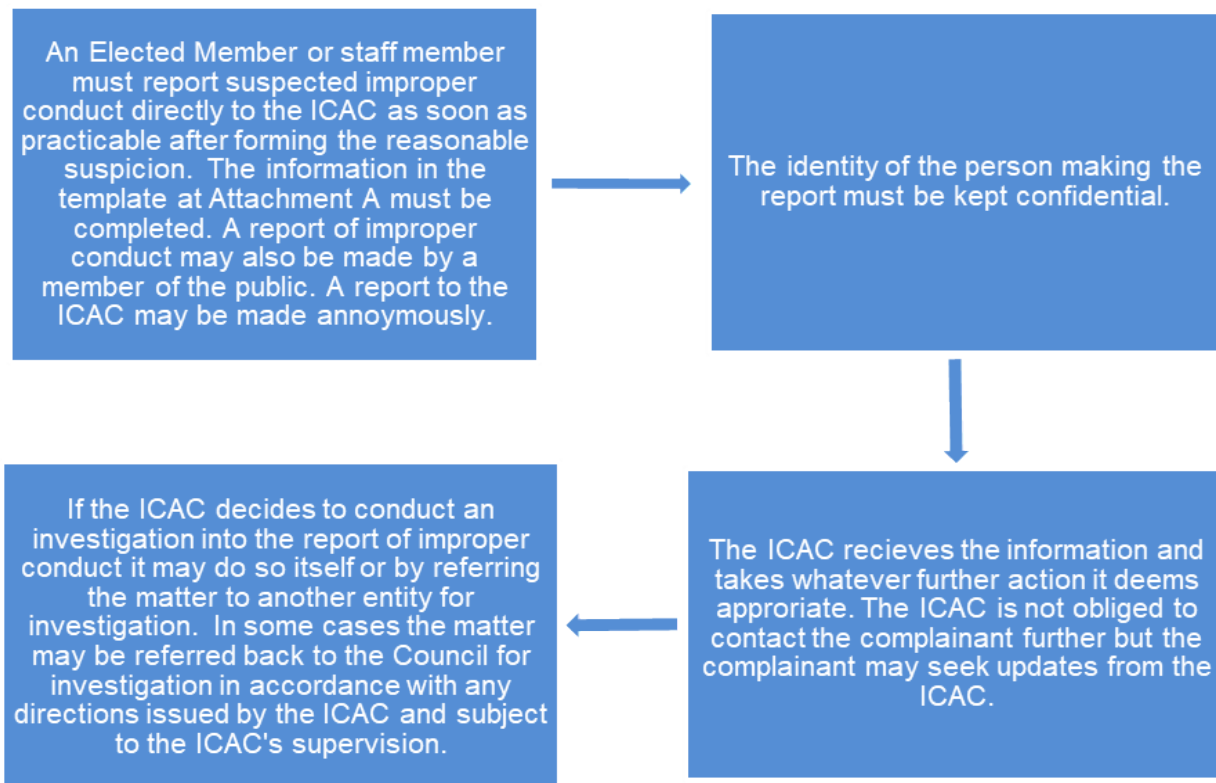 An Elected Member or staff member
must report suspected improper
conduct directly to the ICAC as soon as
practicable after forming the reasonable
suspicion. The information in the
template at Attachment A must be
completed. A report of improper
conduct may also be made by a
member of the public. A report to the
ICAC may be made annoymously.
The identity of the person making the
report must be kept confidential.
The ICAC recieves the information and
takes whatever further action it deems
approriate. The ICAC is not obliged to
contact the complainant further but the
complainant may seek updates from the
ICAC.
If the ICAC decides to conduct an
investigation into the report of improper
conduct it may do so itself or by referring
the matter to another entity for
investigation. In some cases the matter
may be referred back to the Council for
investigation in accordance with any
directions issued by the ICAC and subject
to the ICAC's supervision.